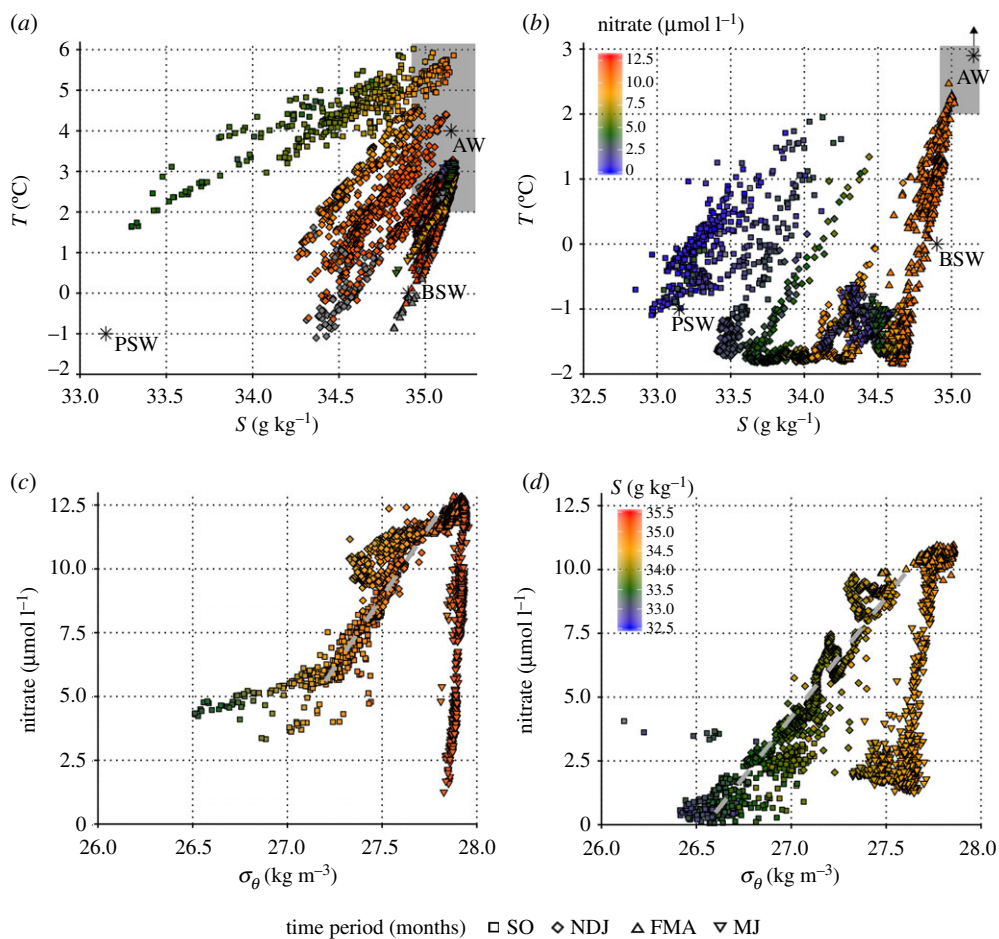 (a)
6
5
4
3
2
1
0
−1
−2
T (ºC)
AW
BSW
PSW
33.0 33.5 34.0 34.5 35.0
S (g kg−1)
(b)
nitrate (µmol l−1)
12.5
10.0
7.5
5.0
2.5
0
3
2
1
0
−1
−2
T (ºC)
AW
BSW
PSW
32.5 33.0 33.5 34.0 34.5 35.0
S (g kg−1)
(c)
12.5
10.0
7.5
5.0
2.5
0
nitrate (µmol l−1)
26.0 26.5 27.0 27.5 28.0
σθ (kg m−3)
(d)
S (g kg−1)
35.5
35.0
34.5
34.0
33.5
33.0
32.5
12.5
10.0
7.5
5.0
2.5
0
nitrate (µmol l−1)
26.0 26.5 27.0 27.5 28.0
σθ (kg m−3)
time period (months) SO NDJ FMA MJ